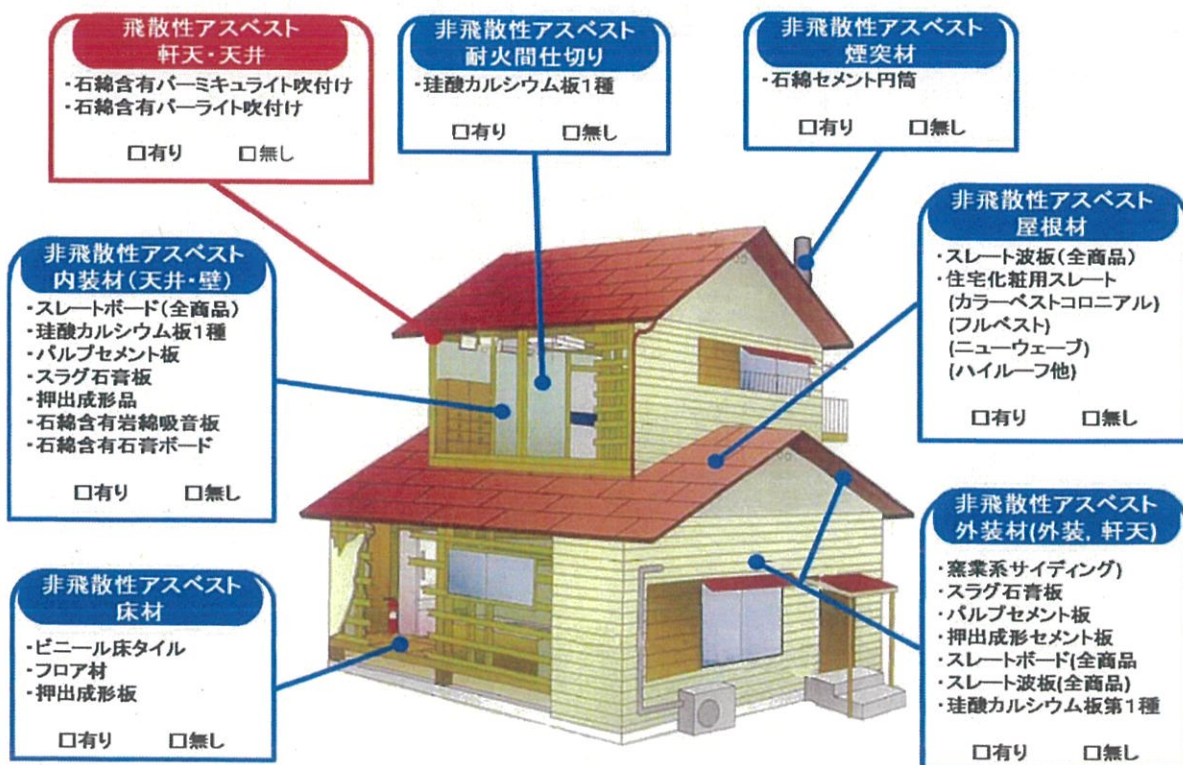 飛散性アスベスト
軒天・天井
・石綿含有バーミキュライト吹付け
・石綿含有パーライト吹付け
□有り □無し
非飛散性アスベスト
耐火間仕切り
・珪酸カルシウム板1種
□有り □無し
非飛散性アスベスト
煙突材
・石綿セメント円筒
□有り □無し
非飛散性アスベスト
内装材(天井・壁)
・スレートボード(全商品)
・珪酸カルシウム板1種
・パルプセメント板
・スラグ石膏板
・押出成形品
・石綿含有岩綿吸音板
・石綿含有石膏ボード
□有り □無し
非飛散性アスベスト
屋根材
・スレート波板(全商品)
・住宅化粧用スレート
(カラーベストコロニアル)
(フルベスト)
(ニューウェーブ)
(ハイルーフ他)
□有り □無し
非飛散性アスベスト
床材
・ビニール床タイル
・フロア材
・押出成形板
□有り □無し
非飛散性アスベスト
外装材(外装, 軒天)
・窯業系サイディング)
・スラグ石膏板
・パルプセメント板
・押出成形セメント板
・スレートボード(全商品
・スレート波板(全商品)
・珪酸カルシウム板第1種
□有り □無し